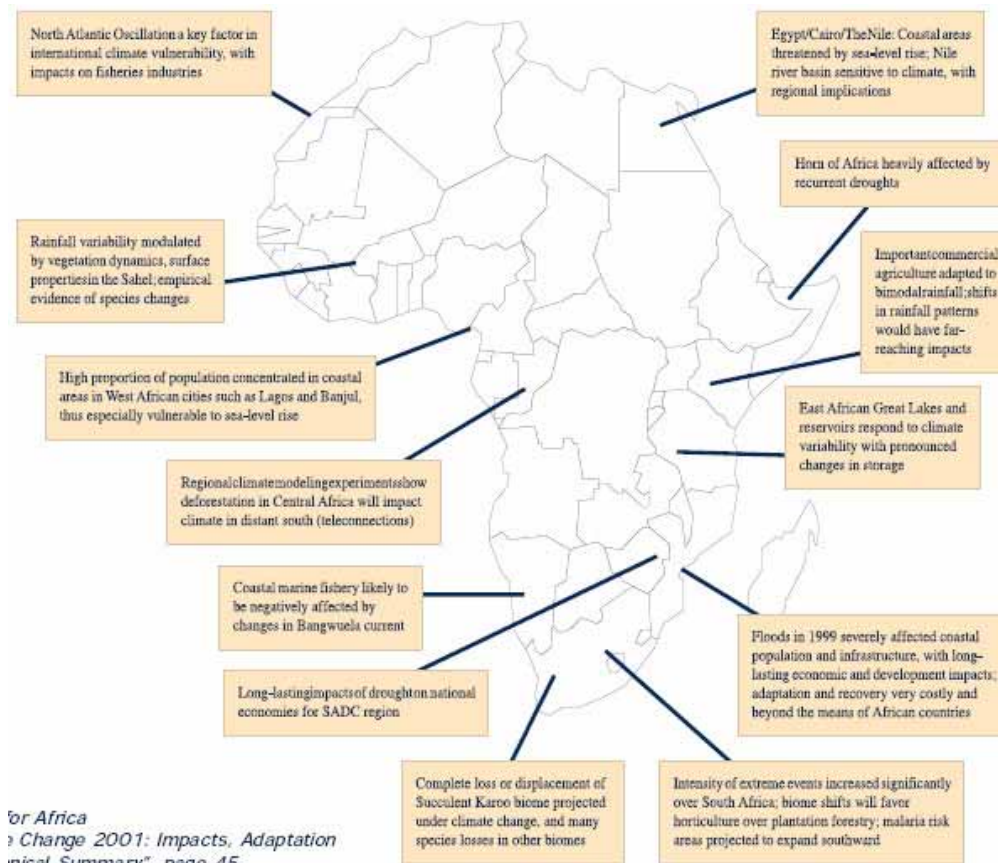 North Atlantic Oscillation a key factor in
international climate vulnerability, with
impacts on fisheries industries
Egypt/Cairo/TheNile: Coastal areas
threatened by sea-level rise; Nile
river basin sensitive to climate, with
regional implications
Horn of Africa heavily affected by
recurrent droughta
Rainfall variability modulated
by vegetation dynamics, surface
propertiesin the Sahel; empirical
evidence of species changes
Importantcommercial
agriculture adapted to
bimodalrainfall;shifts
in rainfall patterns
would have far-
reaching impacts
High proportion of population concentrated in coastal
areas in West African cities such as Lagos and Banjul,
thus especially vulnerable to sea-level rise
East African Great Lakes and
reservoirs respond to climate
variability with pronounced
changes in storage
Regionalclimatemodelingexperimentsshow
deforestation in Central Africa will impact
climate in distant south (teleconnections)
Coastal marine fishery likely to
be negatively affected by
changes in Bangwuela current
Floods in 1999 severely affected coastal
population and infrastructure, with long-
lasting economic and development impacts;
adaptation and recovery very costly and
beyond the means of African countries
Long-lastingimpacts of droughtonnational
economies for SADC region
Complete loss or displacement of
Succulent Karoo biome projected
under climate change, and many
species losses in other biomes
Intensity of extreme events increased significantly
over South Africa; biome shifts will favor
horticulture over plantation forestry; malaria risk
areas projected to expand southward
for Africa
e Change 2001: Impacts, Adaptation
nical Summary", page 45